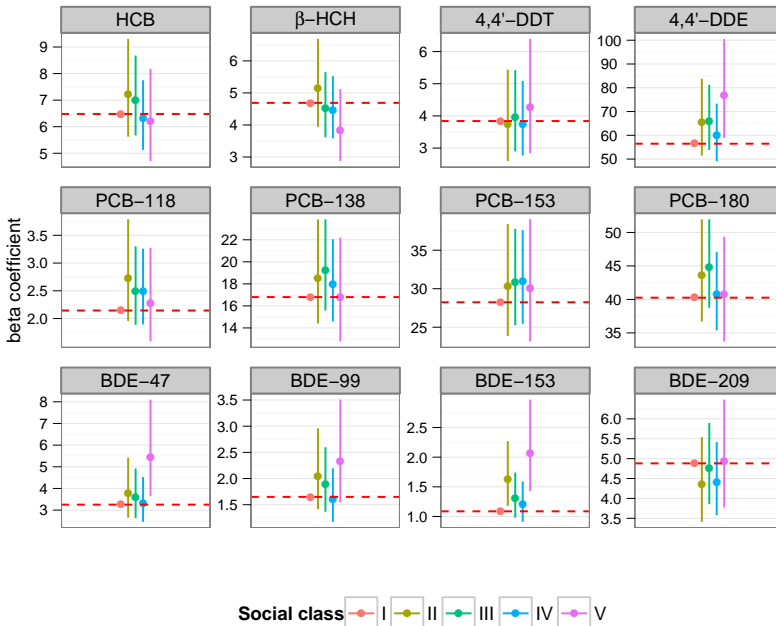 HCB β−HCH 4,4'−DDT 4,4'−DDE
9 8 7 6 5
6 5 4 3
6 5 4 3
100 90 80 70 60 50
PCB−118 PCB−138 PCB−153 PCB−180
beta coefficient
3.5 3.0 2.5 2.0
22 20 18 16 14
35 30 25
50 45 40 35
BDE−47 BDE−99 BDE−153 BDE−209
8 7 6 5 4 3
3.5 3.0 2.5 2.0 1.5
2.5 2.0 1.5 1.0
6.0 5.5 5.0 4.5 4.0 3.5
Social class I II III IV V